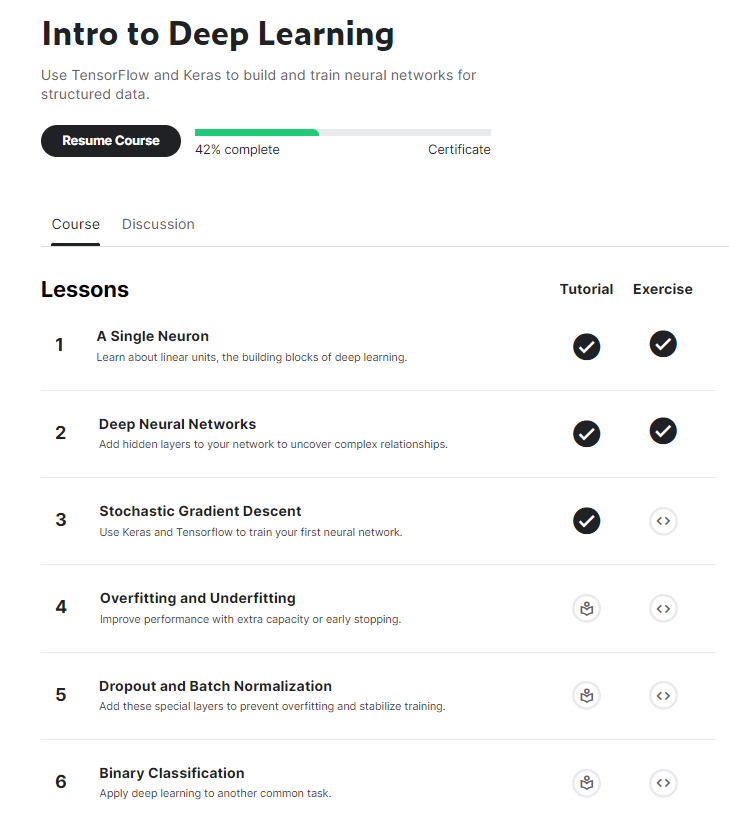 Intro to Deep Learning
Use TensorFlow and Keras to build and train neural networks for
structured data.
Resume Course
42% complete
Certificate
Course
Discussion
Lessons
Tutorial
Exercise
1
A Single Neuron
Learn about linear units, the building blocks of deep learning.
2
Deep Neural Networks
Add hidden layers to your network to uncover complex relationships.
3
Stochastic Gradient Descent
Use Keras and Tensorflow to train your first neural network.
4
Overfitting and Underfitting
Improve performance with extra capacity or early stopping.
5
Dropout and Batch Normalization
Add these special layers to prevent overfitting and stabilize training.
6
Binary Classification
Apply deep learning to another common task.